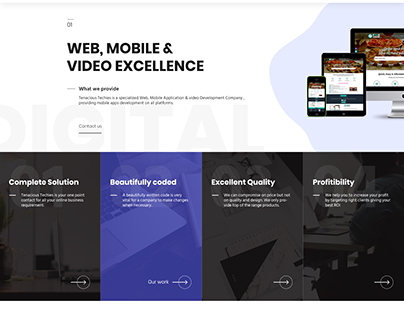 01
WEB, MOBILE &
VIDEO EXCELLENCE
What we provide
Tenacious Techies is a specialized Web, Mobile Application & video Development Company ,
providing mobile apps development on all platforms.
Contact us
DIGITAL
Complete Solution
Tenacious Techies is your one point
contact for all your online business
requirement.
Beautifully coded
A beautifully written code is very
vital for a company to make changes
when necessary.
Our work
Excellent Quality
We can compromise on price but not
on quality and design. We only pro-
vide top of the range products.
Profitibility
We help you to increase your profit
by targeting right clients giving your
best ROI